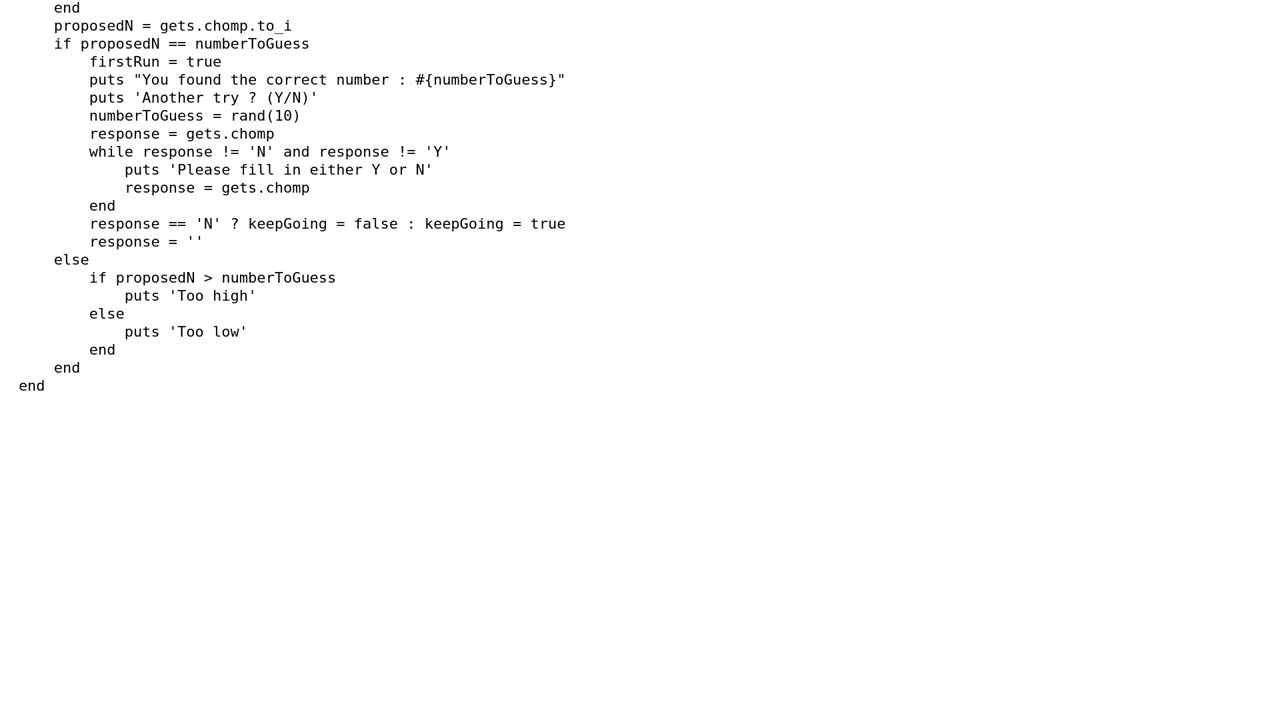 end
    proposedN = gets.chomp.to_i
    if proposedN == numberToGuess
        firstRun = true
        puts "You found the correct number : #{numberToGuess}"
        puts 'Another try ? (Y/N)'
        numberToGuess = rand(10)
        response = gets.chomp
        while response != 'N' and response != 'Y'
            puts 'Please fill in either Y or N'
            response = gets.chomp
        end
        response == 'N' ? keepGoing = false : keepGoing = true
        response = ''
    else
        if proposedN > numberToGuess
            puts 'Too high'
        else
            puts 'Too low'
        end
    end
end